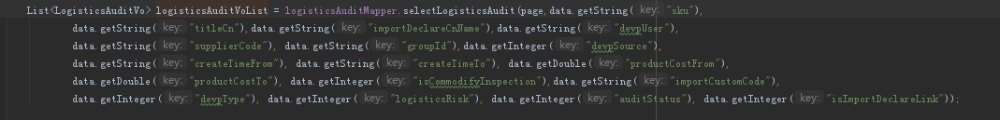 List<LogisticsAuditVo> logisticsAuditVoList = logisticsAuditMapper.selectLogisticsAudit(page,data.getString( key: "sku"),
data.getString( key: "titleCn"),data.getString( key: "importDeclareCnName"),data.getString( key: "devpUser"),
data.getString( key: "supplierCode"), data.getString( key: "groupId"),data.getInteger( key: "devpSource"),
data.getString( key: "createTimeFrom"), data.getString( key: "createTimeTo"), data.getDouble( key: "productCostFrom"),
data.getDouble( key: "productCostTo"), data.getInteger( key: "isCommodifyInspection"),data.getString( key: "importCustomCode"),
data.getInteger( key: "devpType"), data.getInteger( key: "logisticsRisk"), data.getInteger( key: "auditStatus"), data.getInteger( key: "isImportDeclareLink"));